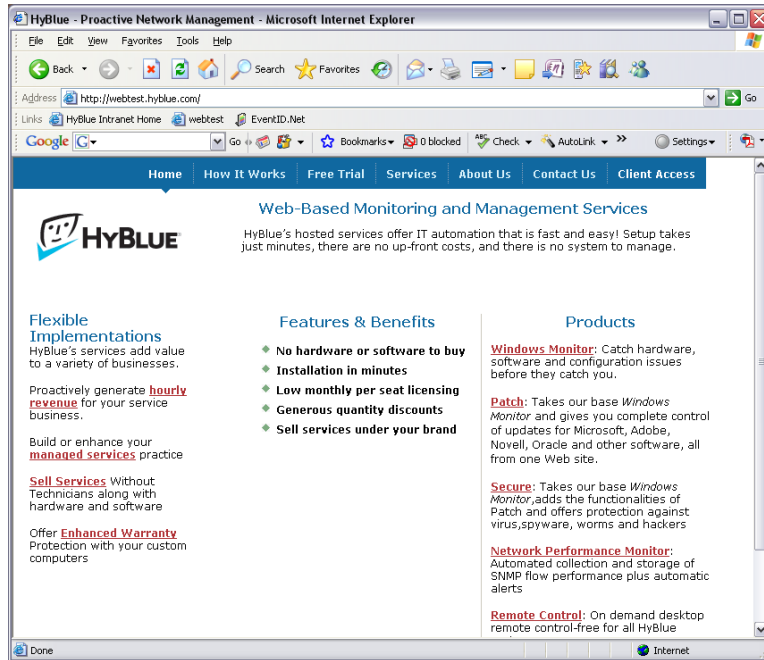 HyBlue - Proactive Network Management - Microsoft Internet Explorer
File Edit View Favorites Tools Help
Back Search Favorites
Address http://webtest.hyblue.com/ Go
Links HyBlue Intranet Home webtest EventID.Net
Google G Go Bookmarks 0 blocked ABC Check AutoLink >> Settings
Home How It Works Free Trial Services About Us Contact Us Client Access
HYBLUE
Web-Based Monitoring and Management Services
HyBlue's hosted services offer IT automation that is fast and easy! Setup takes
just minutes, there are no up-front costs, and there is no system to manage.
Flexible
Implementations
HyBlue's services add value
to a variety of businesses.
Proactively generate hourly
revenue for your service
business.
Build or enhance your
managed services practice
Sell Services Without
Technicians along with
hardware and software
Offer Enhanced Warranty
Protection with your custom
computers
Features & Benefits
No hardware or software to buy
Installation in minutes
Low monthly per seat licensing
Generous quantity discounts
Sell services under your brand
Products
Windows Monitor: Catch hardware,
software and configuration issues
before they catch you.
Patch: Takes our base Windows
Monitor and gives you complete control
of updates for Microsoft, Adobe,
Novell, Oracle and other software, all
from one Web site.
Secure: Takes our base Windows
Monitor,adds the functionalities of
Patch and offers protection against
virus,spyware, worms and hackers
Network Performance Monitor:
Automated collection and storage of
SNMP flow performance plus automatic
alerts
Remote Control: On demand desktop
remote control-free for all HyBlue
Done Internet